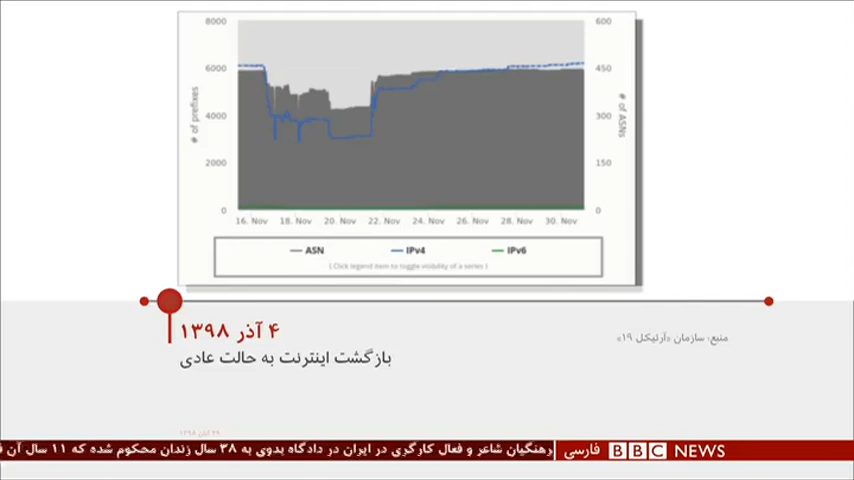 8000
600
6000
450
4000
300
2000
150
0
0
# of prefixes
# of ASNs
16. Nov 18. Nov 20. Nov 22. Nov 24. Nov 26. Nov 28. Nov 30. Nov
ASN IPv4 IPv6
(Click legend item to toggle visibility of a series)
۴ آذر ۱۳۹۸
بازگشت اینترنت به حالت عادی
منبع: سازمان «آرتیکل ۱۹»
۲۹ آبان ۱۳۹۸
BBC NEWS فارسی
رهنگیان شاعر و فعال کارگری در ایران در دادگاه بدوی به ۳۸ سال زندان محکوم شده که ۱۱ سال آن ق